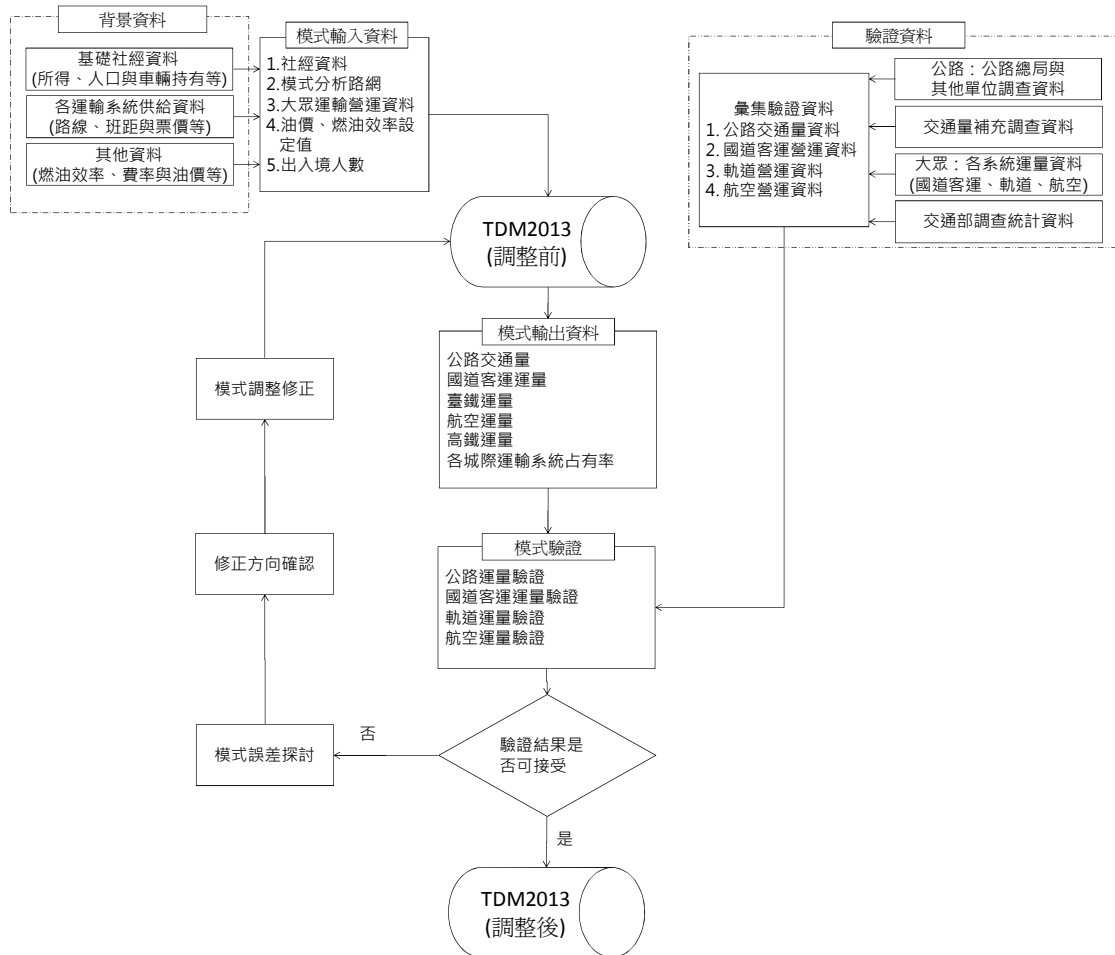 背景資料
基礎社經資料
(所得、人口與車輛持有等)
各運輸系統供給資料
(路線、班距與票價等)
其他資料
(燃油效率、費率與油價等)
模式輸入資料
1.社經資料
2.模式分析路網
3.大眾運輸營運資料
4.油價、燃油效率設
定值
5.出入境人數
驗證資料
彙集驗證資料
1. 公路交通量資料
2. 國道客運營運資料
3. 軌道營運資料
4. 航空營運資料
公路：公路總局與
其他單位調查資料
交通量補充調查資料
大眾：各系統運量資料
(國道客運、軌道、航空)
交通部調查統計資料
TDM2013
(調整前)
模式輸出資料
公路交通量
國道客運運量
臺鐵運量
航空運量
高鐵運量
各城際運輸系統占有率
模式調整修正
模式驗證
公路運量驗證
國道客運運量驗證
軌道運量驗證
航空運量驗證
修正方向確認
模式誤差探討
否
驗證結果是
否可接受
是
TDM2013
(調整後)